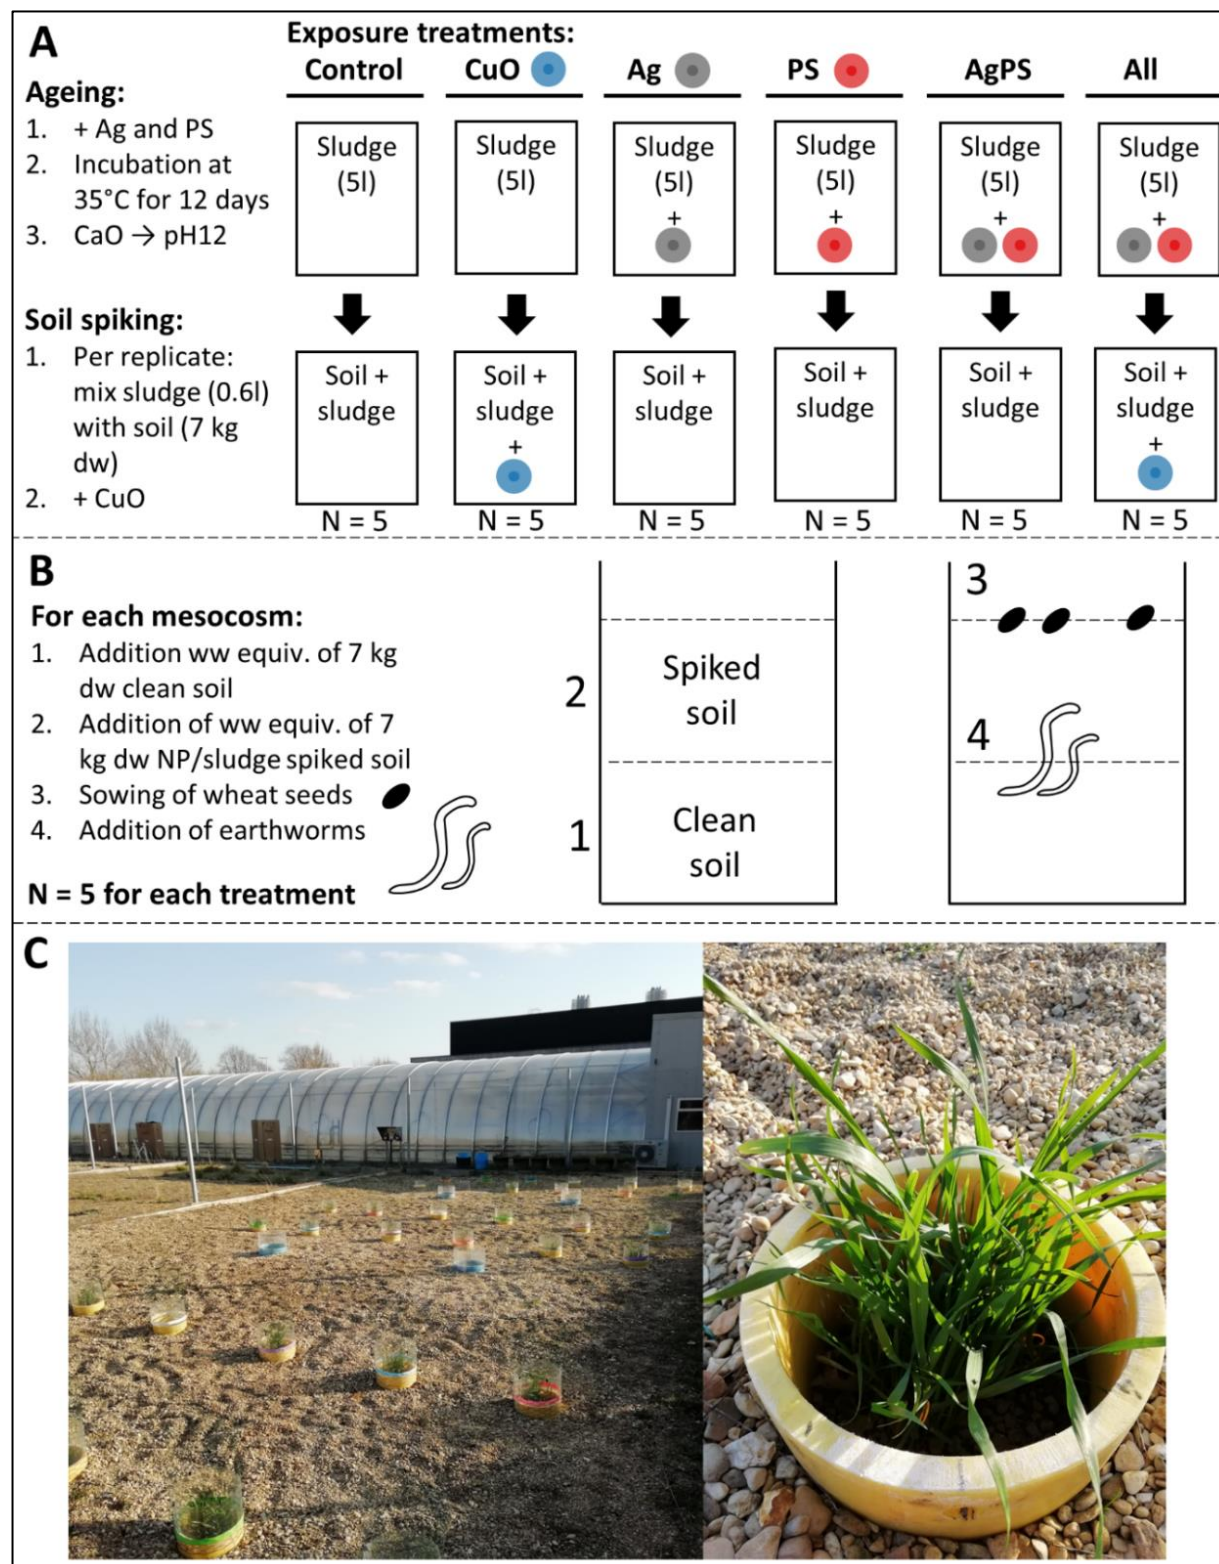 A
Exposure treatments:
Control CuO Ag PS AgPS All
Ageing:
1. + Ag and PS
2. Incubation at
35°C for 12 days
3. CaO → pH12
Sludge
(5l)
Sludge
(5l)
Sludge
(5l)
+
Sludge
(5l)
+
Sludge
(5l)
+
Sludge
(5l)
+
Soil spiking:
1. Per replicate:
mix sludge (0.6l)
with soil (7 kg
dw)
2. + CuO
Soil +
sludge
Soil +
sludge
+
Soil +
sludge
Soil +
sludge
Soil +
sludge
Soil +
sludge
+
N = 5 N = 5 N = 5 N = 5 N = 5 N = 5
B
For each mesocosm:
1. Addition ww equiv. of 7 kg
dw clean soil
2. Addition of ww equiv. of 7
kg dw NP/sludge spiked soil
3. Sowing of wheat seeds
4. Addition of earthworms
N = 5 for each treatment
2
Spiked
soil
1
Clean
soil
3
4
C